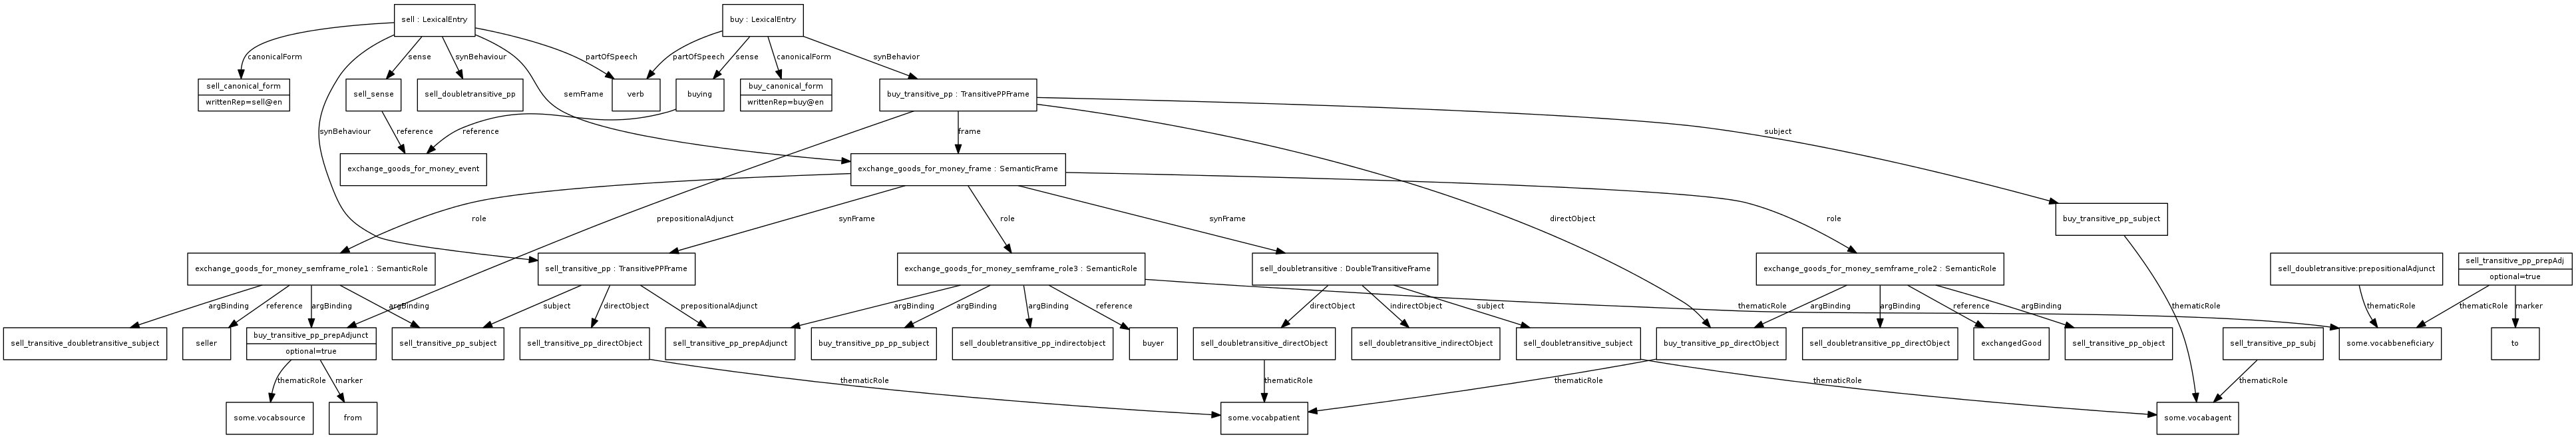 sell : LexicalEntry
buy : LexicalEntry
canonicalForm
sense
synBehaviour
partOfSpeech
partOfSpeech
sense
canonicalForm
synBehavior
sell_canonical_form
writtenRep=sell@en
sell_sense
sell_doubletransitive_pp
semFrame
verb
buying
buy_canonical_form
writtenRep=buy@en
buy_transitive_pp : TransitivePPFrame
synBehaviour
reference
reference
frame
subject
exchange_goods_for_money_event
exchange_goods_for_money_frame : SemanticFrame
role
prepositionalAdjunct
synFrame
role
synFrame
directObject
role
buy_transitive_pp_subject
exchange_goods_for_money_semframe_role1 : SemanticRole
sell_transitive_pp : TransitivePPFrame
exchange_goods_for_money_semframe_role3 : SemanticRole
sell_doubletransitive : DoubleTransitiveFrame
exchange_goods_for_money_semframe_role2 : SemanticRole
sell_doubletransitive:prepositionalAdjunct
sell_transitive_pp_prepAdj
optional=true
argBinding
reference
argBinding
argBinding
subject
directObject
prepositionalAdjunct
argBinding
argBinding
argBinding
reference
directObject
indirectObject
subject
thematicRole
argBinding
argBinding
reference
argBinding
thematicRole
thematicRole
thematicRole
marker
sell_transitive_doubletransitive_subject
seller
buy_transitive_pp_prepAdjunct
optional=true
sell_transitive_pp_subject
sell_transitive_pp_directObject
sell_transitive_pp_prepAdjunct
buy_transitive_pp_pp_subject
sell_doubletransitive_pp_indirectobject
buyer
sell_doubletransitive_directObject
sell_doubletransitive_indirectObject
sell_doubletransitive_subject
buy_transitive_pp_directObject
sell_doubletransitive_pp_directObject
exchangedGood
sell_transitive_pp_object
sell_transitive_pp_subj
some.vocabbeneficiary
to
thematicRole
marker
thematicRole
thematicRole
thematicRole
thematicRole
thematicRole
some.vocabsource
from
some.vocabpatient
some.vocabagent